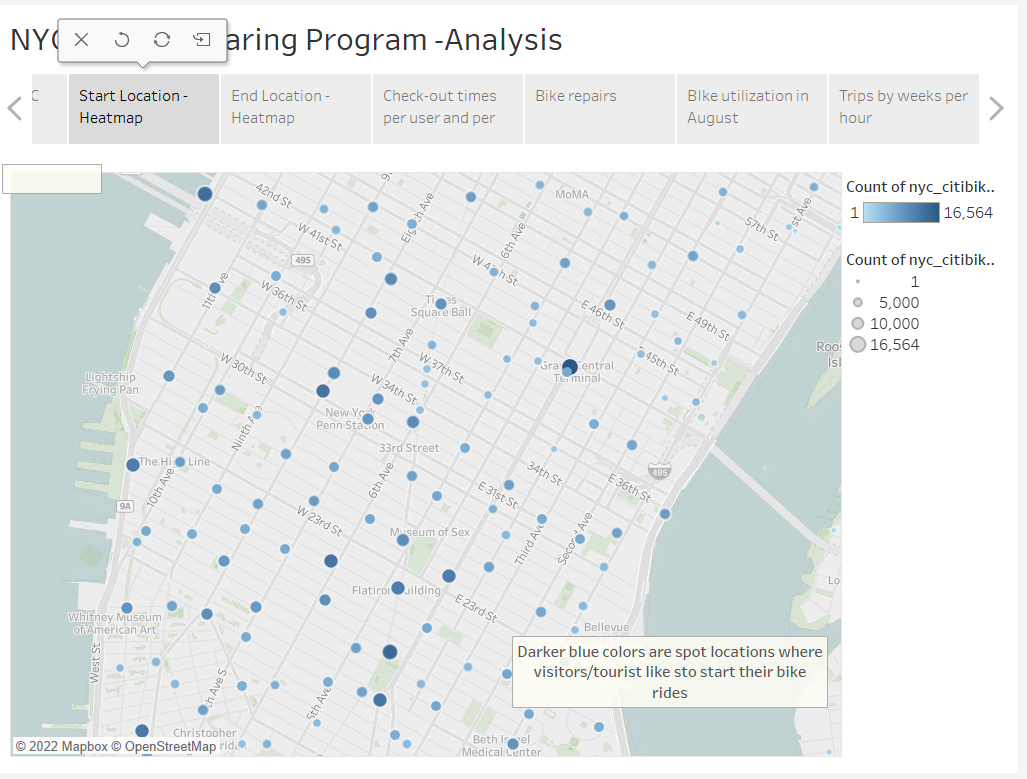 NYC aring Program -Analysis
C
Start Location -
Heatmap
End Location -
Heatmap
Check-out times
per user and per
Bike repairs
BIke utilization in
August
Trips by weeks per
hour
Count of nyc_citibik..
1 16,564
Count of nyc_citibik..
1
5,000
10,000
16,564
42nd St
MoMA
57th St
st Ave
W 41st St
Eighth Ave
6th Ave
495
11th Ave
W 36th St
Times
Square Ball
E 46th St
E 49th St
7th Ave
W 37th St
Grand Central
Terminal
45th St
Roos
Isl
Lightship
Frying Pan
W 30th St
W 34th St
New York
Penn Station
Ninth Ave
33rd Street
The High Line
10th Ave
6th Ave
34th St
495
E 36th St
9A
E 31st St
W 23rd St
Museum of Sex
Third Ave
Second Ave
Flatiron Building
E 23rd St
Lo
Whitney Museum
of American Art
West St
Bellevue
Darker blue colors are spot locations where
visitors/tourist like sto start their bike
rides
5th Ave
Christopher
Beth Israel
Medical Center
© 2022 Mapbox © OpenStreetMap